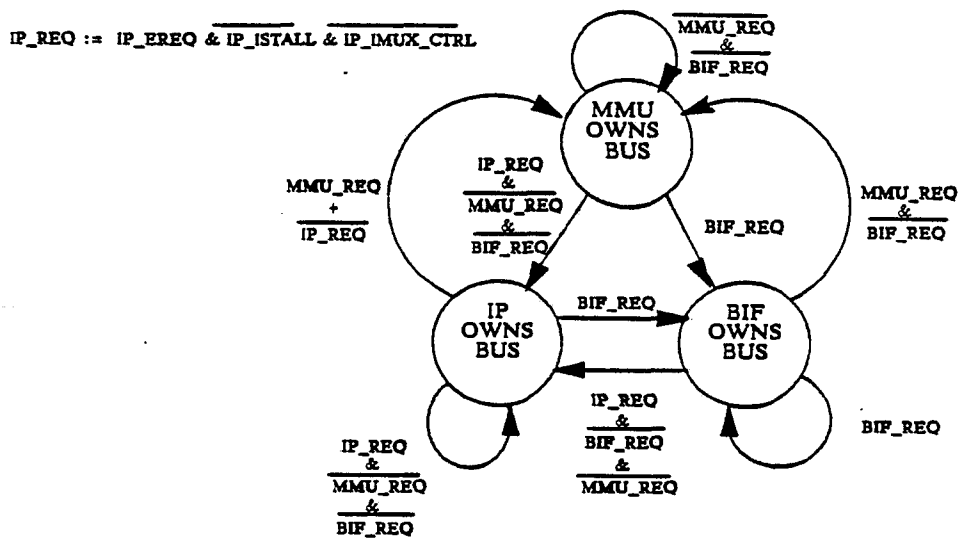 IP_REQ := IP_EREQ & IP_ISTALL & IP_IMUX_CTRL
MMU_REQ
&
BIF_REQ
MMU
OWNS
BUS
MMU_REQ
+
IP_REQ
IP_REQ
&
MMU_REQ
&
BIF_REQ
BIF_REQ
MMU_REQ
&
BIF_REQ
IP
OWNS
BUS
BIF_REQ
BIF
OWNS
BUS
IP_REQ
&
MMU_REQ
&
BIF_REQ
IP_REQ
&
BIF_REQ
&
MMU_REQ
BIF_REQ